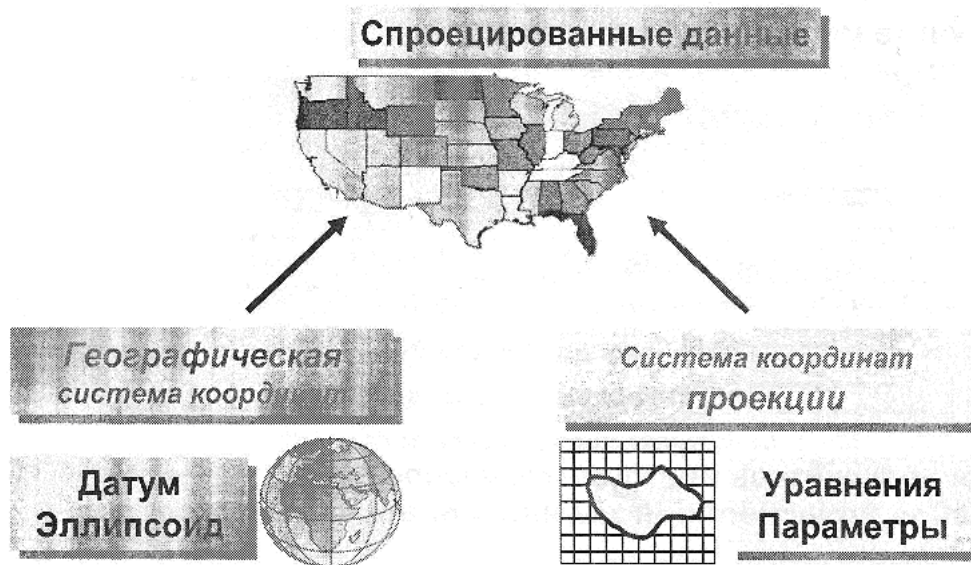 Спроецированные данные
Географическая
система координат
Система координат
проекции
Датум
Эллипсоид
Уравнения
Параметры